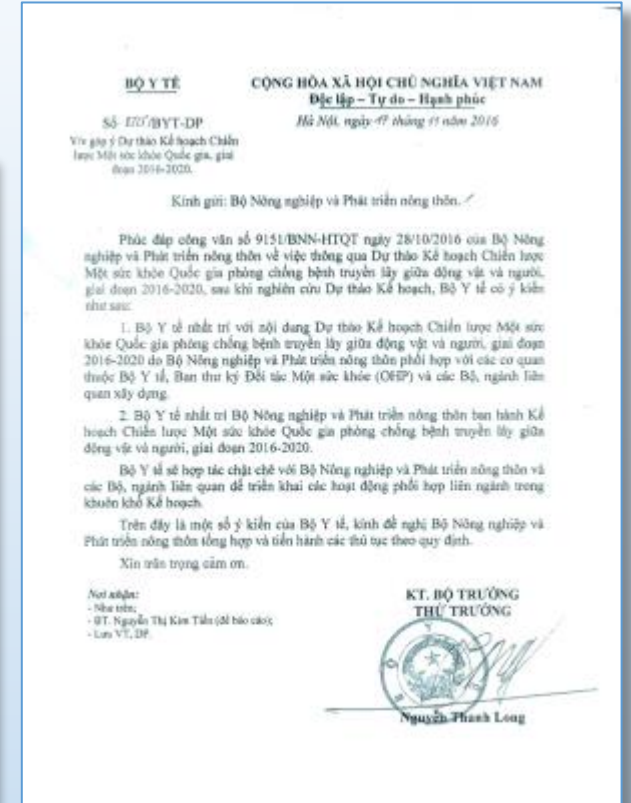 BỘ Y TẾ
CỘNG HÒA XÃ HỘI CHỦ NGHĨA VIỆT NAM
Độc lập – Tự do – Hạnh phúc
Số /BYT-DP
Hà Nội, ngày tháng 11 năm 2016
V/v góp ý Dự thảo Kế hoạch Chiến
lược Một sức khỏe Quốc gia, giai
đoạn 2016-2020.
Kính gửi: Bộ Nông nghiệp và Phát triển nông thôn.
Phúc đáp công văn số 9151/BNN-HTQT ngày 28/10/2016 của Bộ Nông
nghiệp và Phát triển nông thôn về việc thông qua Dự thảo Kế hoạch Chiến lược
Một sức khỏe Quốc gia phòng chống bệnh truyền lây giữa động vật và người,
giai đoạn 2016-2020, sau khi nghiên cứu Dự thảo Kế hoạch, Bộ Y tế có ý kiến
như sau:
1. Bộ Y tế nhất trí với nội dung Dự thảo Kế hoạch Chiến lược Một sức
khỏe Quốc gia phòng chống bệnh truyền lây giữa động vật và người, giai đoạn
2016-2020 do Bộ Nông nghiệp và Phát triển nông thôn phối hợp với các cơ quan
thuộc Bộ Y tế, Ban thư ký Đối tác Một sức khỏe (OHP) và các Bộ, ngành liên
quan xây dựng.
2. Bộ Y tế nhất trí Bộ Nông nghiệp và Phát triển nông thôn ban hành Kế
hoạch Chiến lược Một sức khỏe Quốc gia phòng chống bệnh truyền lây giữa
động vật và người, giai đoạn 2016-2020.
Bộ Y tế sẽ hợp tác chặt chẽ với Bộ Nông nghiệp và Phát triển nông thôn và
các Bộ, ngành liên quan để triển khai các hoạt động phối hợp liên ngành trong
khuôn khổ Kế hoạch.
Trên đây là một số ý kiến của Bộ Y tế, kính đề nghị Bộ Nông nghiệp và
Phát triển nông thôn tổng hợp và tiến hành các thủ tục theo quy định.
Xin trân trọng cảm ơn.
Nơi nhận:
- Như trên;
- BT. Nguyễn Thị Kim Tiến (để báo cáo);
- Lưu VT, DP.
KT. BỘ TRƯỞNG
THỨ TRƯỞNG
Nguyễn Thanh Long